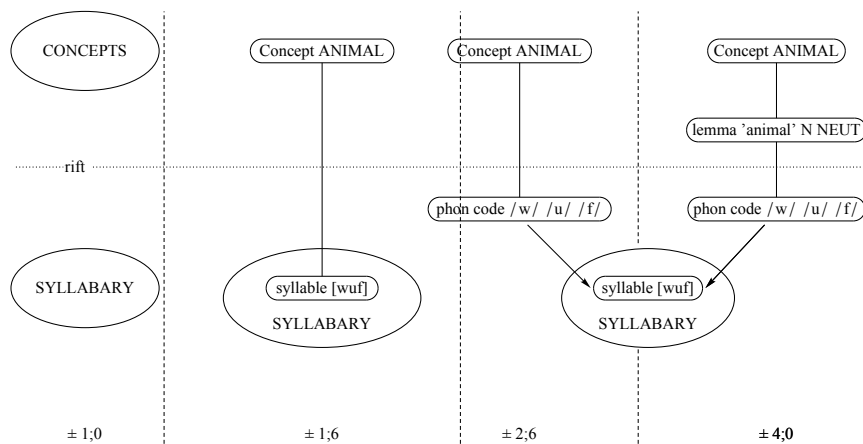 CONCEPTS
Concept ANIMAL
Concept ANIMAL
Concept ANIMAL
lemma ’animal’ N NEUT
rift
phon code /w/ /u/ /f/
phon code /w/ /u/ /f/
SYLLABARY
syllable [wuf]
SYLLABARY
syllable [wuf]
SYLLABARY
± 1;0
± 1;6
± 2;6
± 4;0